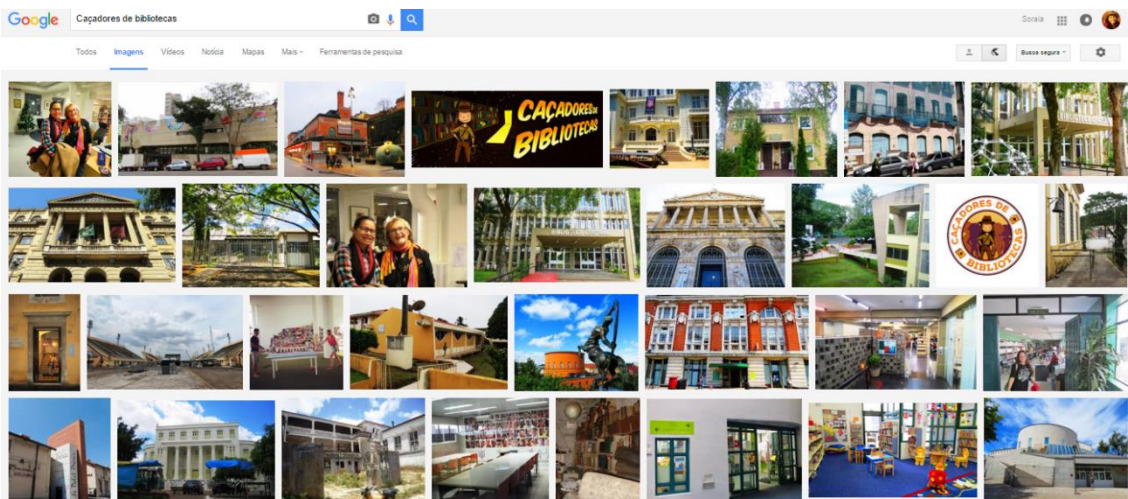 Google
Caçadores de bibliotecas
Soraia
Todos
Imagens
Vídeos
Notícia
Mapas
Mais
Ferramentas de pesquisa
Busca segura
CAÇADORES DE
BIBLIOTECAS
CAÇADORES DE
BIBLIOTECAS